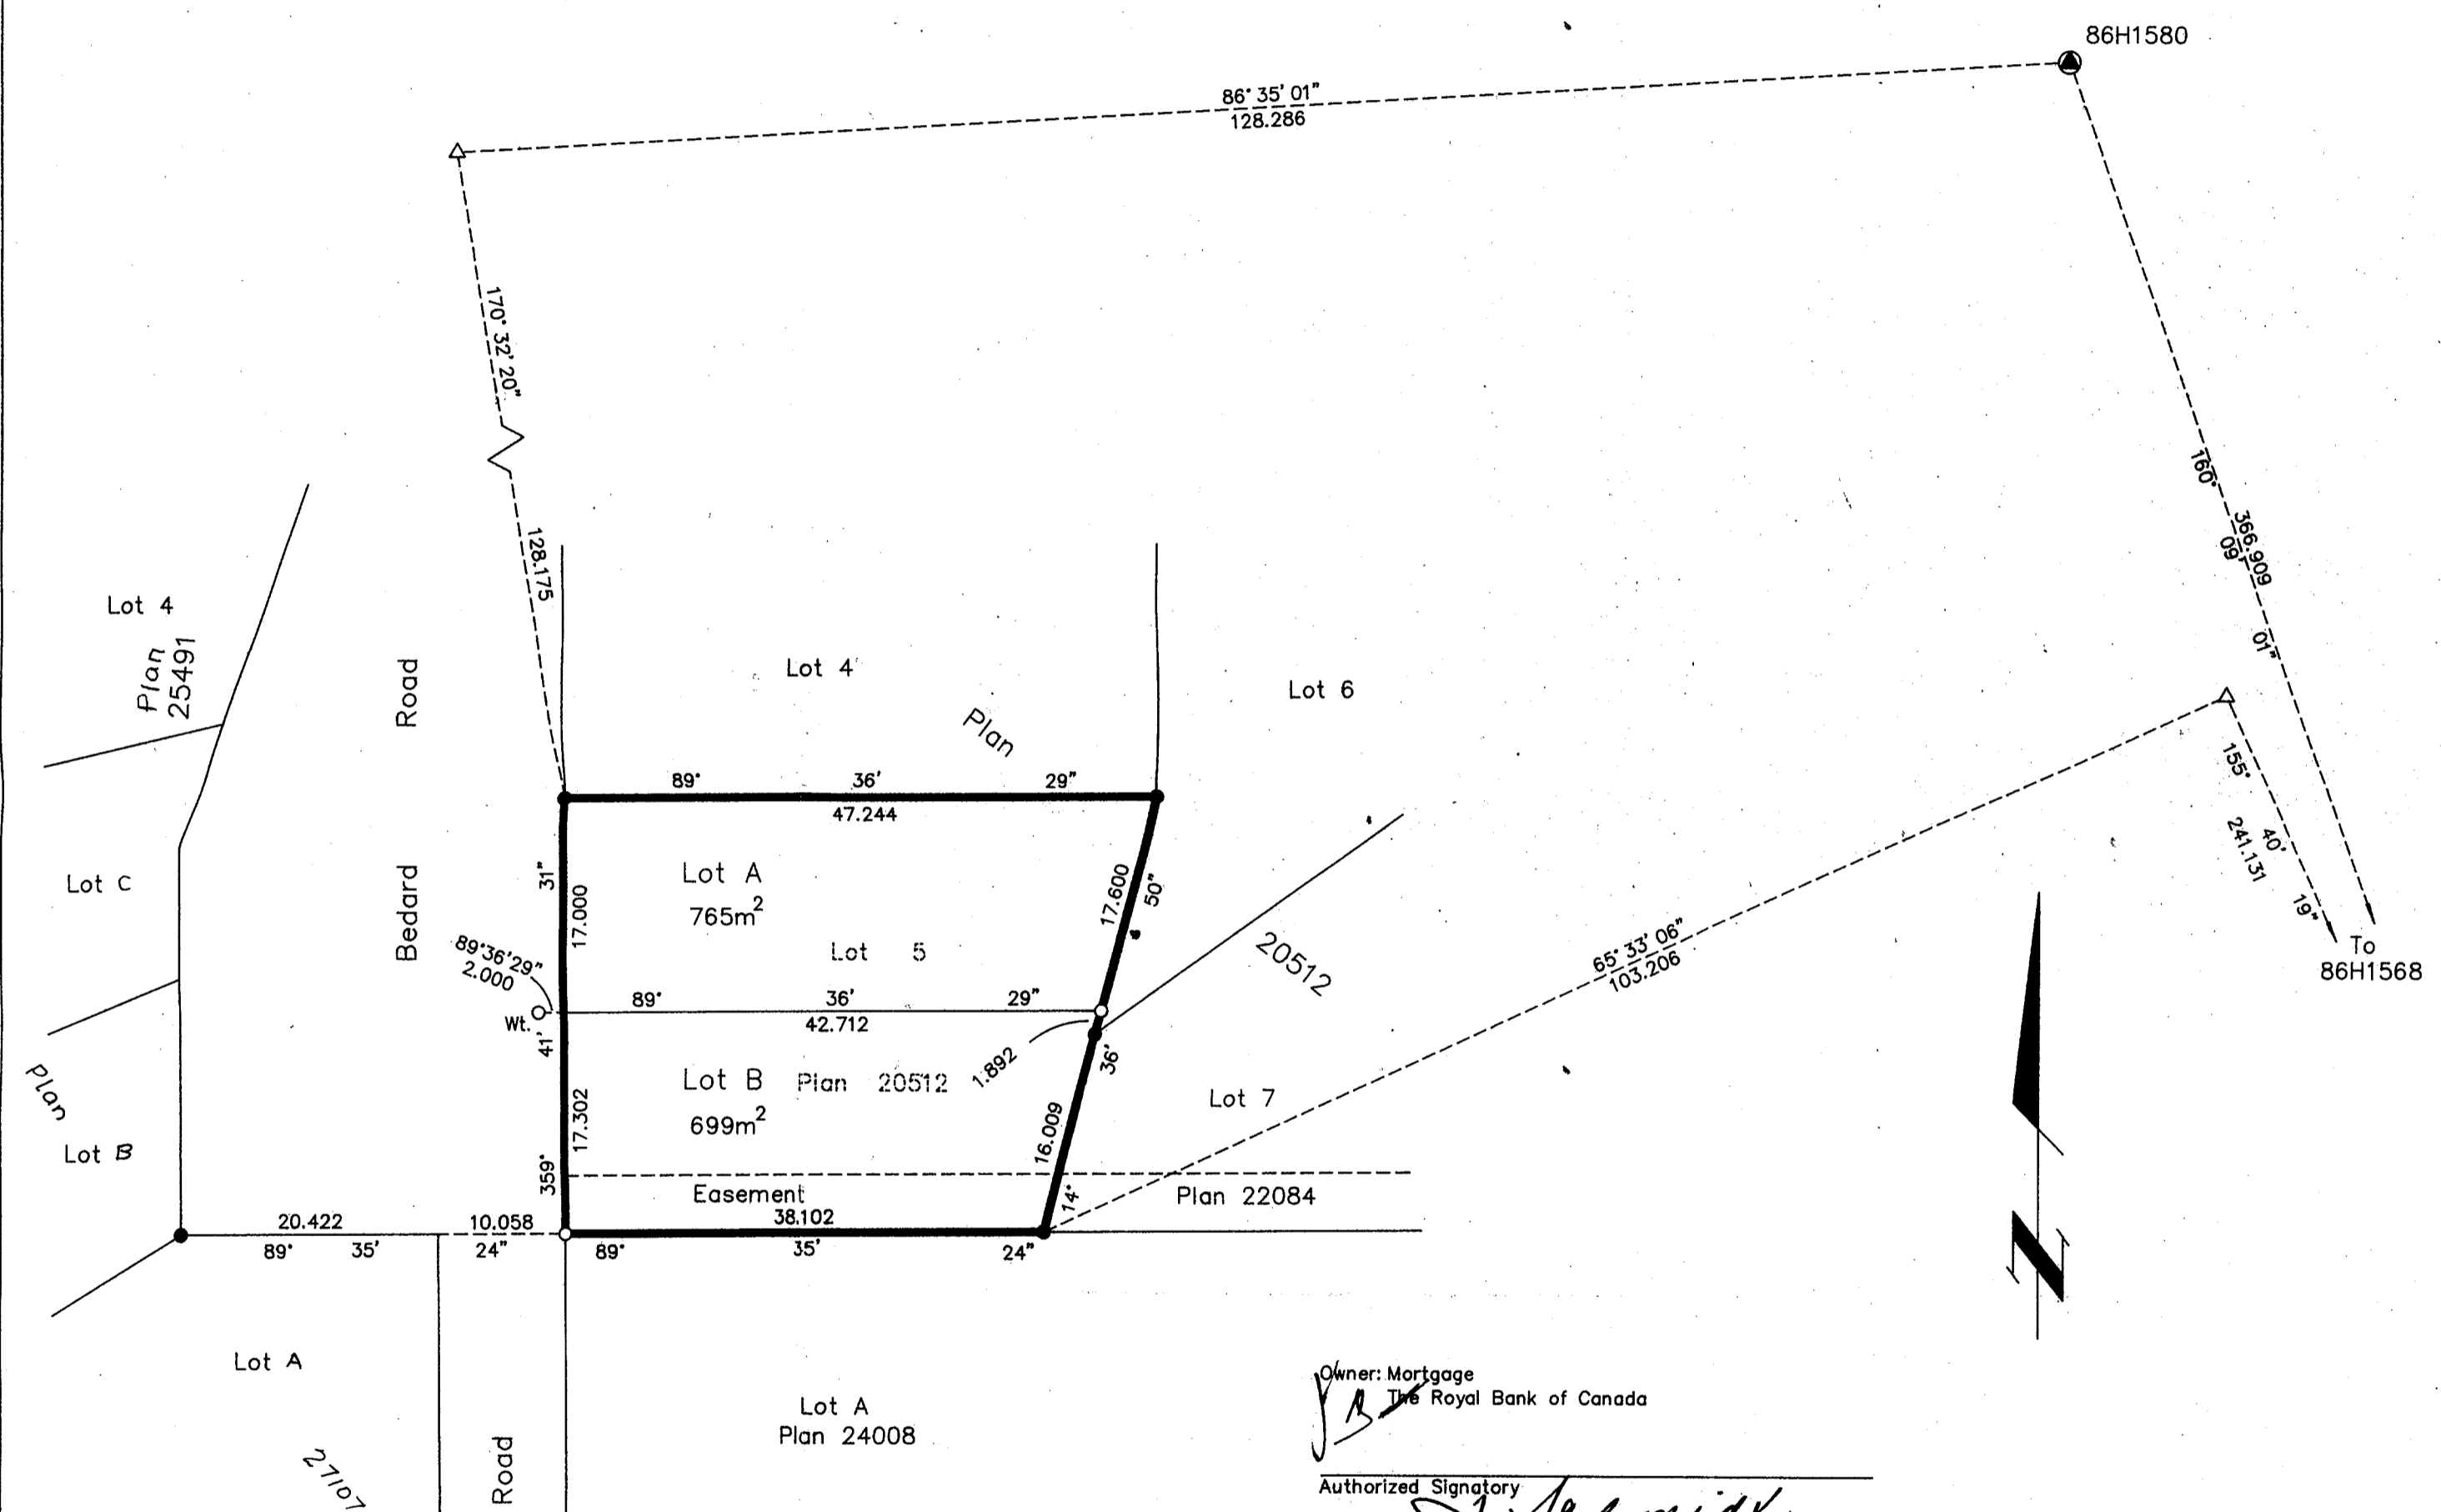 86H1580
86° 35' 01"
128.286
170° 32' 20"
128.175
160° 09' 01"
366.909
Lot 4
Plan
25491
Road
Lot 4
Lot 6
Plan
89° 36' 29"
47.244
155° 40' 19"
241.131
To
86H1568
Lot C
Bedard
31"
17.000
Lot A
765m²
17.600
50"
Lot 5
20512
65° 33' 06"
103.206
89°36'29"
2.000
Wt.
89° 36' 29"
42.712
41'
1.892
36'
Plan
Lot B
Lot B Plan 20512
699m²
17.302
16.009
Lot 7
359°
Easement
14°
Plan 22084
20.422
10.058
38.102
89° 35' 24"
89° 35' 24"
Lot A
27107
Road
Lot A
Plan 24008
N
Owner: Mortgage
The Royal Bank of Canada
Authorized Signatory